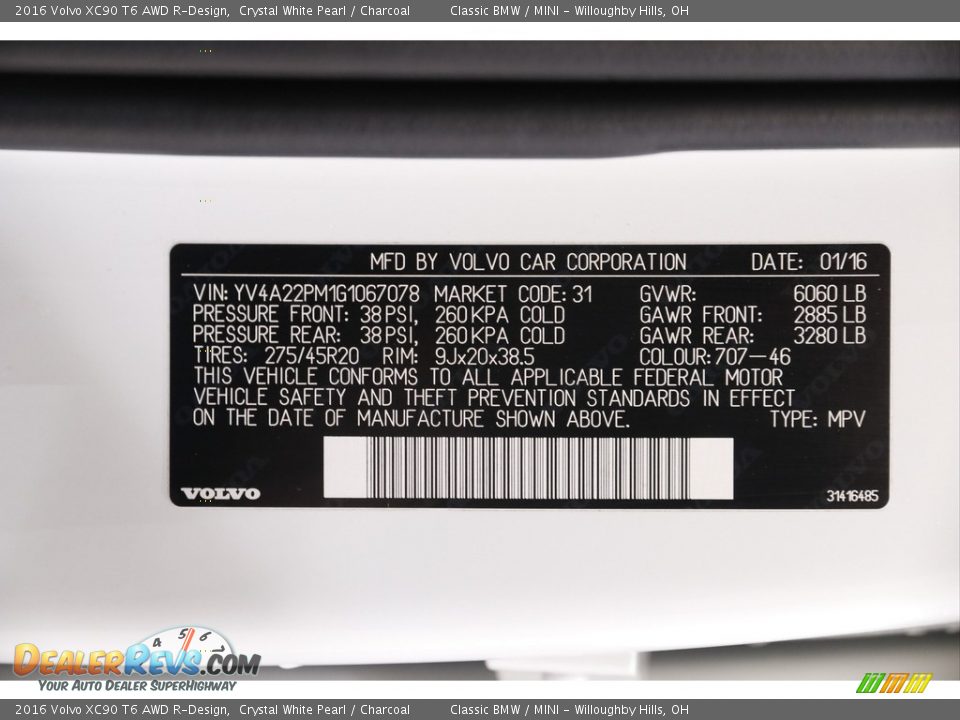 2016 Volvo XC90 T6 AWD R-Design, Crystal White Pearl / Charcoal Classic BMW / MINI - Willoughby Hills, OH
MFD BY VOLVO CAR CORPORATION DATE: 01/16
VIN: YV4A22PM1G1067078 MARKET CODE: 31 GVWR: 6060 LB
PRESSURE FRONT: 38 PSI, 260 KPA COLD GAWR FRONT: 2885 LB
PRESSURE REAR: 38 PSI, 260 KPA COLD GAWR REAR: 3280 LB
TIRES: 275/45R20 RIM: 9Jx20x38.5 COLOUR: 707-46
THIS VEHICLE CONFORMS TO ALL APPLICABLE FEDERAL MOTOR
VEHICLE SAFETY AND THEFT PREVENTION STANDARDS IN EFFECT
ON THE DATE OF MANUFACTURE SHOWN ABOVE. TYPE: MPV
VOLVO 31416485
4 5 6
DEALERREVS.COM
YOUR AUTO DEALER SUPERHIGHWAY
2016 Volvo XC90 T6 AWD R-Design, Crystal White Pearl / Charcoal Classic BMW / MINI - Willoughby Hills, OH